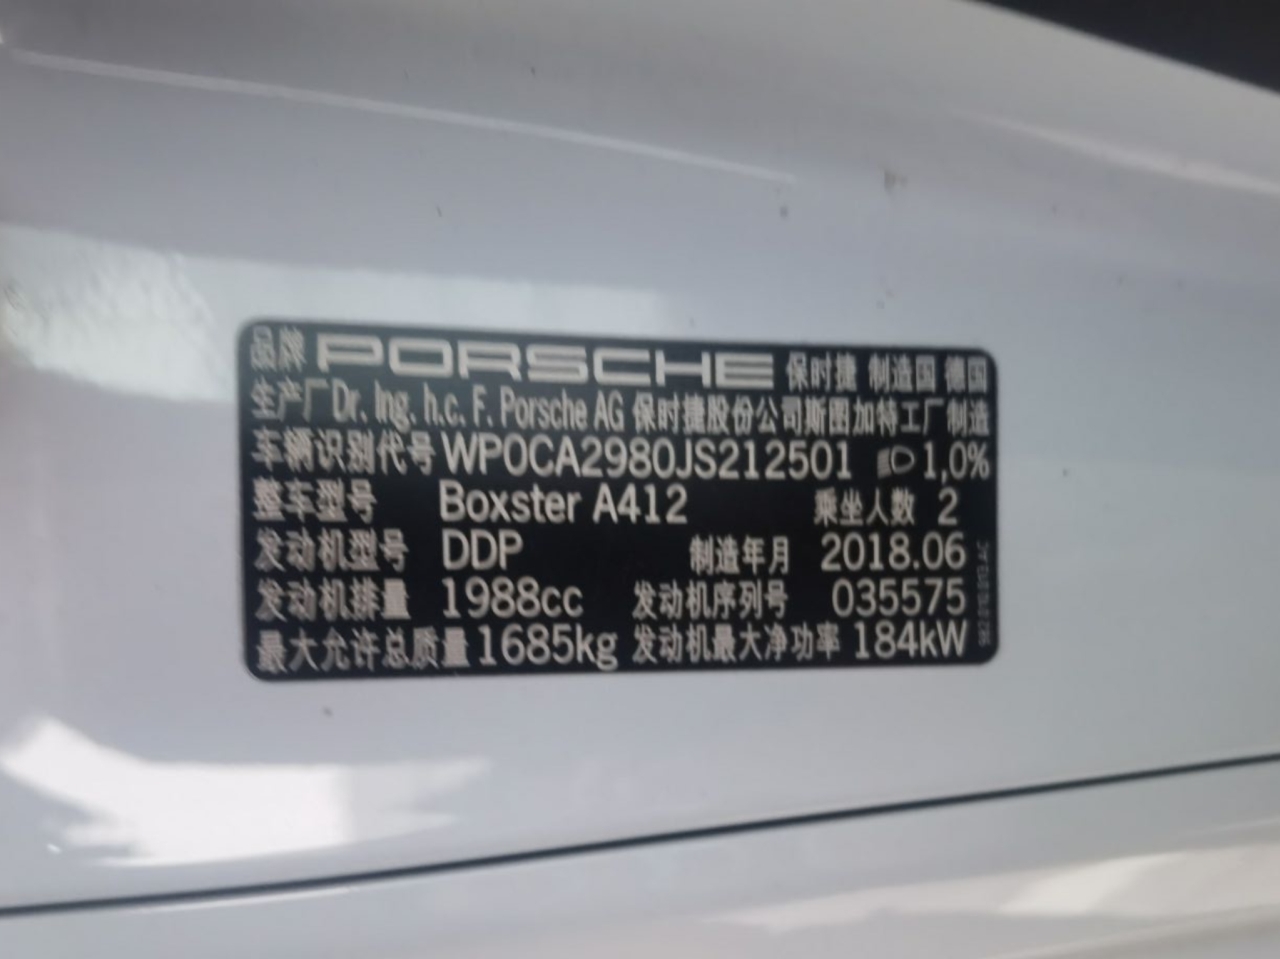 品牌 PORSCHE 保时捷 制造国 德国
生产厂 Dr. Ing. h.c. F. Porsche AG 保时捷股份公司斯图加特工厂制造
车辆识别代号 WP0CA2980JS212501 1,0%
整车型号 Boxster A412 乘坐人数 2
发动机型号 DDP 制造年月 2018.06
发动机排量 1988cc 发动机序列号 035575
最大允许总质量 1685kg 发动机最大净功率 184kW